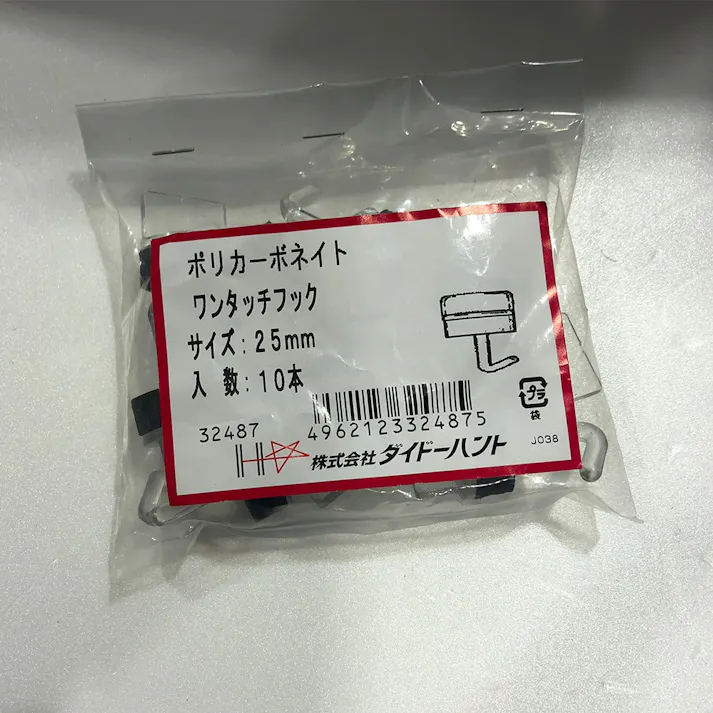 ポリカーボネイト
ワンタッチフック
サイズ:25mm
入 数:10本
32487
4962123324875
株式会社 ダイドーハント
プラ
袋
J038